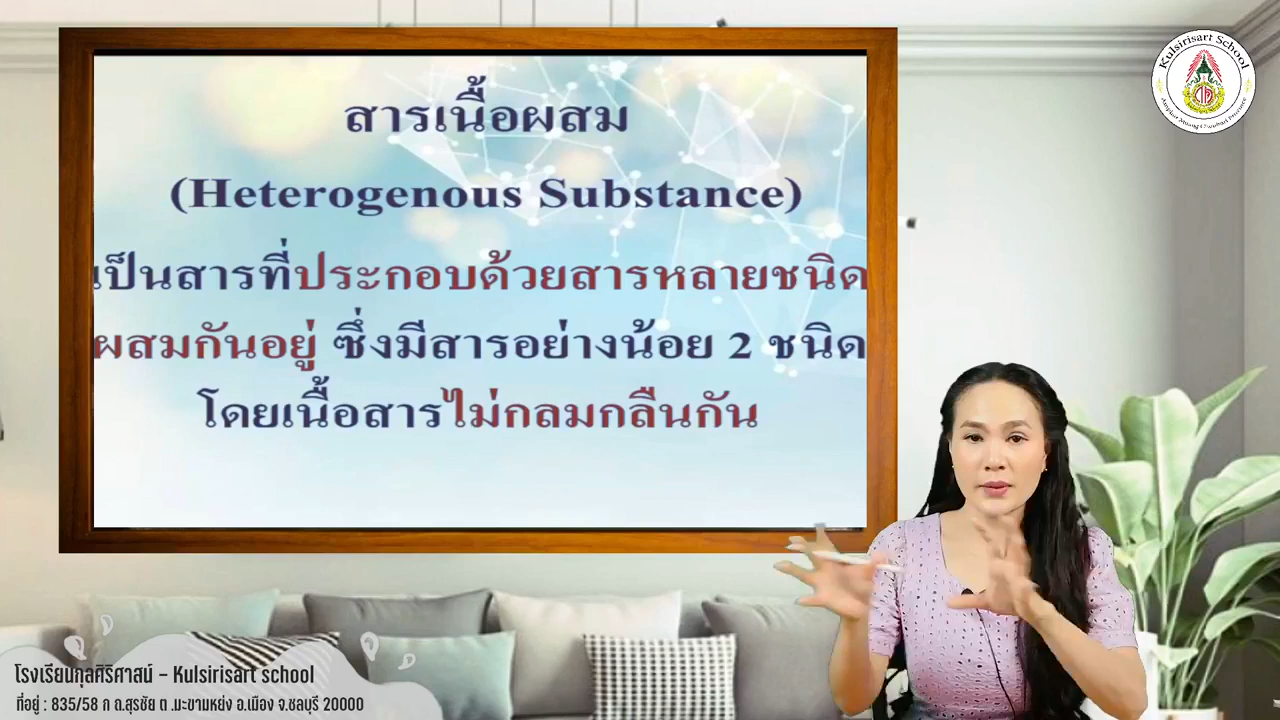 สารเนื้อผสม
(Heterogenous Substance)
เป็นสารที่ประกอบด้วยสารหลายชนิด
ผสมกันอยู่ ซึ่งมีสารอย่างน้อย 2 ชนิด
โดยเนื้อสารไม่กลมกลืนกัน
Kulsirisart School
โรงเรียนกุลศิริศาสน์ - Kulsirisart school
ที่อยู่ : 835/58 ก ถ.สุรชัย ต .มะขามหย่ง อ.เมือง จ.ชลบุรี 20000